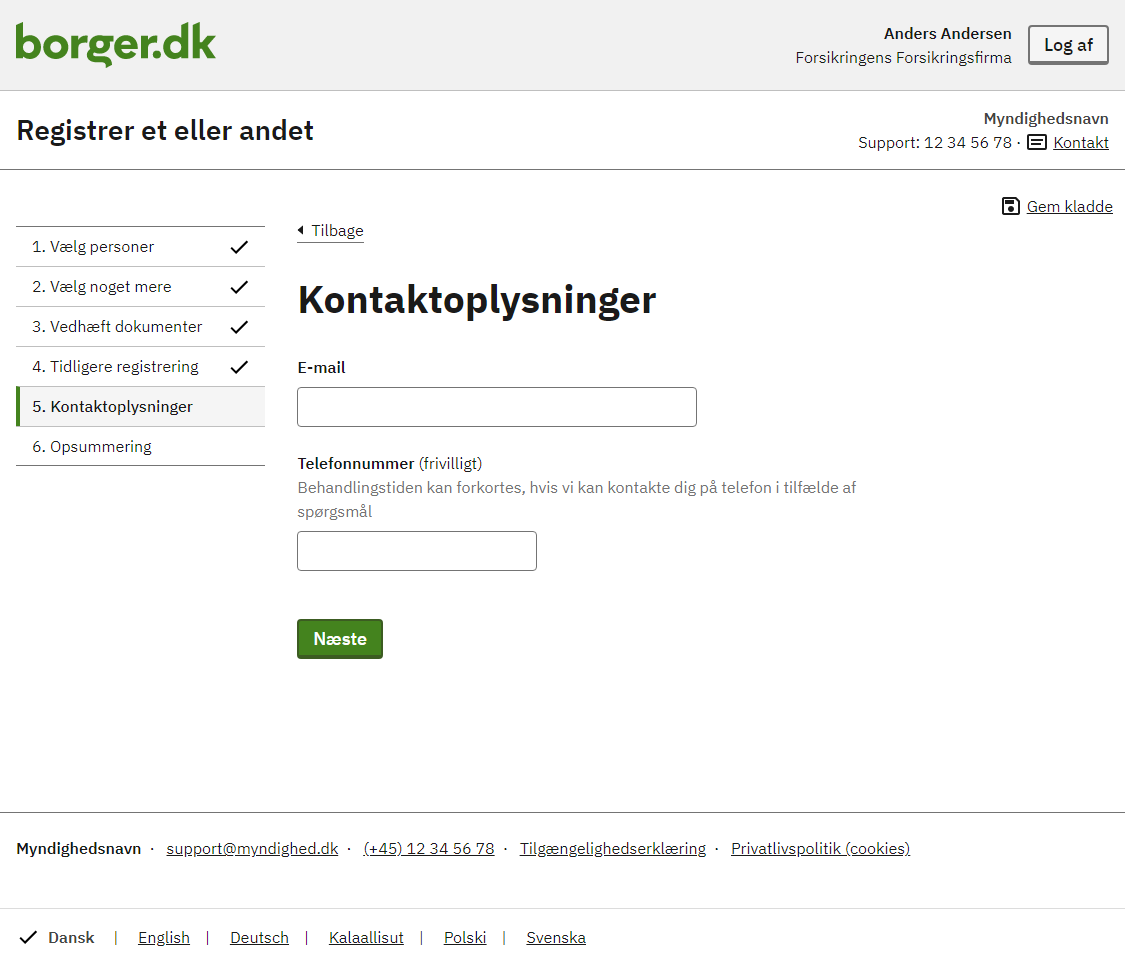 borger.dk
Anders Andersen
Forsikringens Forsikringsfirma
Log af
Registrer et eller andet
Myndighedsnavn
Support: 12 34 56 78 · Kontakt
Gem kladde
1. Vælg personer
2. Vælg noget mere
3. Vedhæft dokumenter
4. Tidligere registrering
5. Kontaktoplysninger
6. Opsummering
Tilbage
Kontaktoplysninger
E-mail
Telefonnummer (frivilligt)
Behandlingstiden kan forkortes, hvis vi kan kontakte dig på telefon i tilfælde af
spørgsmål
Næste
Myndighedsnavn · support@myndighed.dk · (+45) 12 34 56 78 · Tilgængelighedserklæring · Privatlivspolitik (cookies)
Dansk | English | Deutsch | Kalaallisut | Polski | Svenska